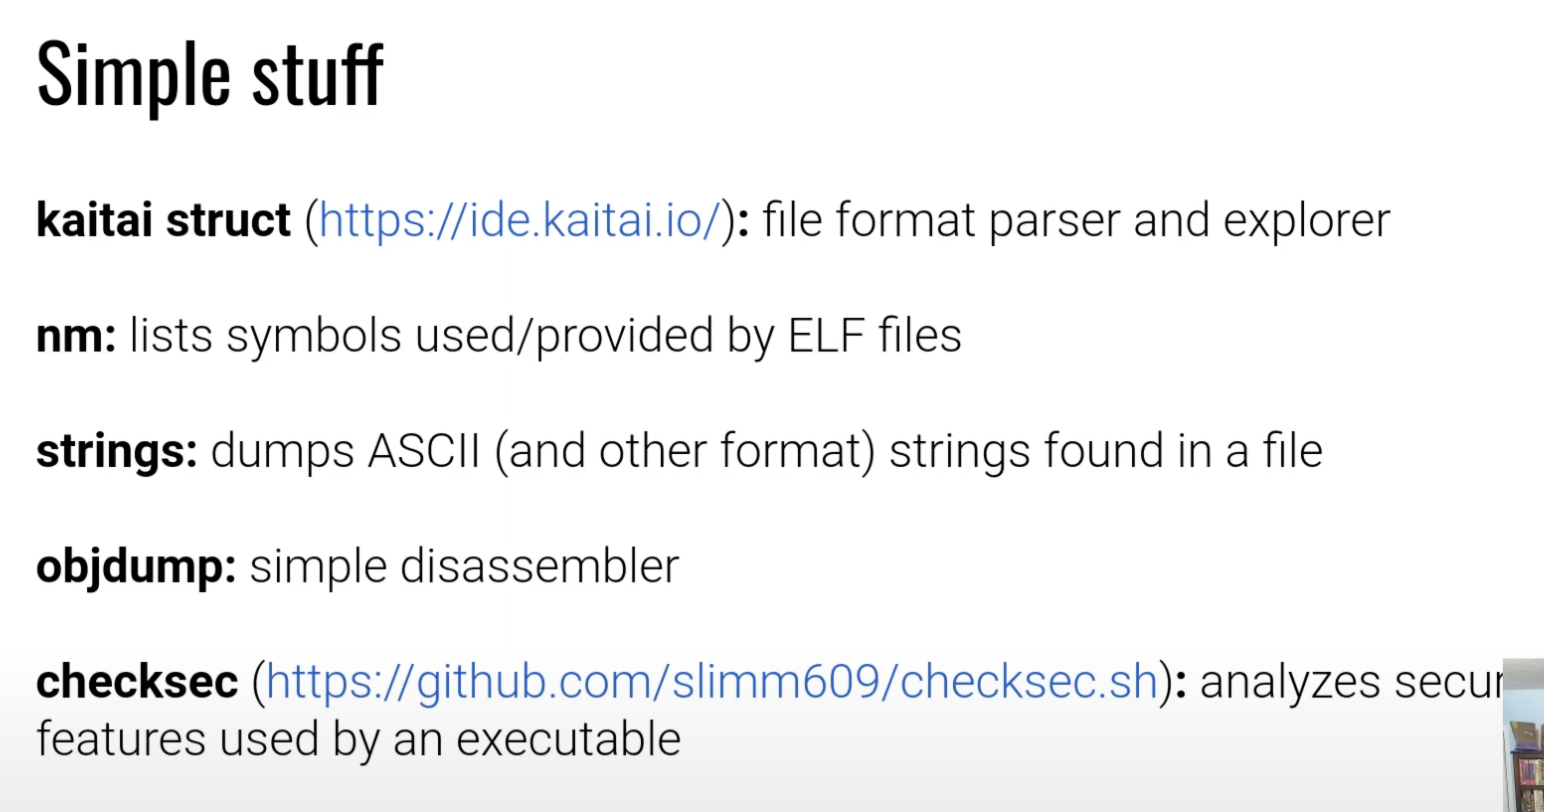 Simple stuff
kaitai struct (https://ide.kaitai.io/): file format parser and explorer
nm: lists symbols used/provided by ELF files
strings: dumps ASCII (and other format) strings found in a file
objdump: simple disassembler
checksec (https://github.com/slimm609/checksec.sh): analyzes
features used by an executable